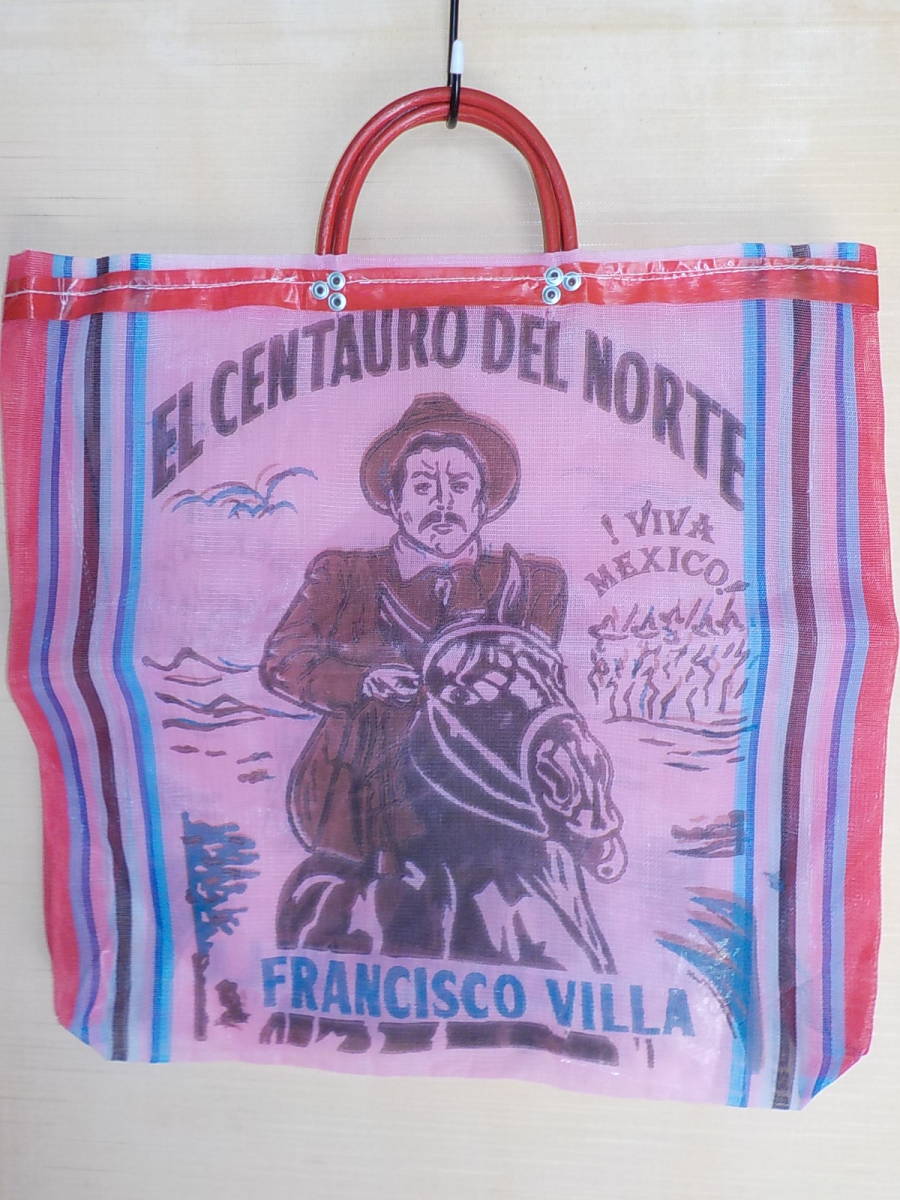 EL CENTAURO DEL NORTE
! VIVA
MEXICO!
FRANCISCO VILLA